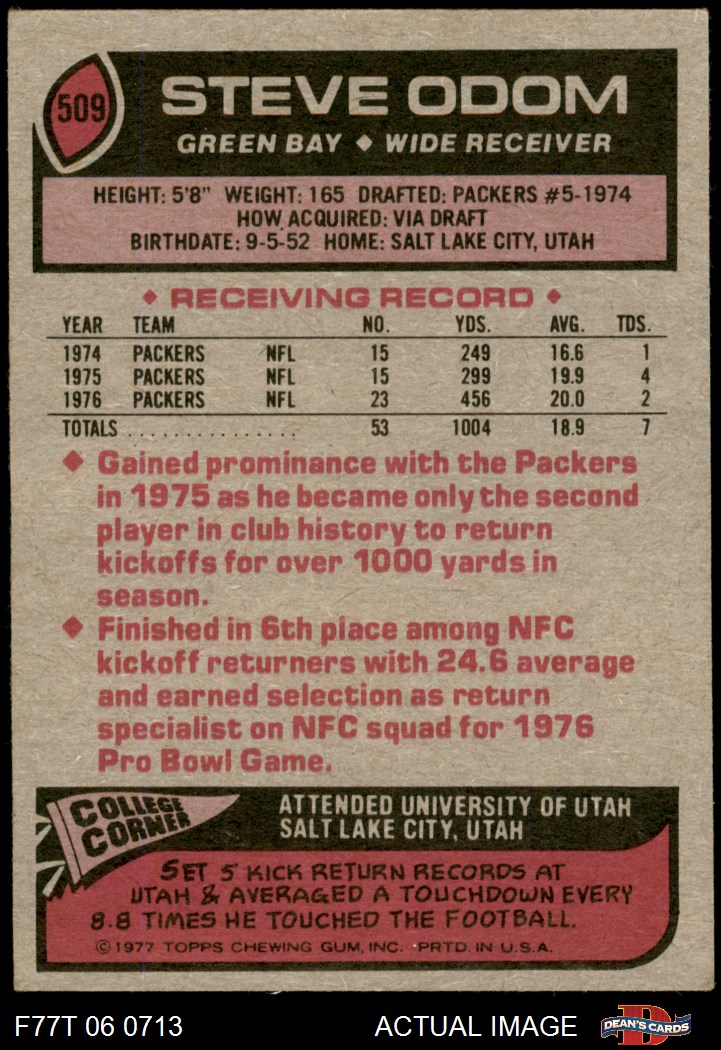 509
STEVE ODOM
GREEN BAY ◆ WIDE RECEIVER
HEIGHT: 5'8" WEIGHT: 165 DRAFTED: PACKERS #5-1974
HOW ACQUIRED: VIA DRAFT
BIRTHDATE: 9-5-52 HOME: SALT LAKE CITY, UTAH
◆ RECEIVING RECORD ◆
YEAR TEAM NO. YDS. AVG. TDS.
1974 PACKERS NFL 15 249 16.6 1
1975 PACKERS NFL 15 299 19.9 4
1976 PACKERS NFL 23 456 20.0 2
TOTALS . . . . . . . . . . . . . . . 53 1004 18.9 7
◆ Gained prominance with the Packers
in 1975 as he became only the second
player in club history to return
kickoffs for over 1000 yards in
season.
◆ Finished in 6th place among NFC
kickoff returners with 24.6 average
and earned selection as return
specialist on NFC squad for 1976
Pro Bowl Game.
COLLEGE
CORNER
ATTENDED UNIVERSITY OF UTAH
SALT LAKE CITY, UTAH
SET 5 KICK RETURN RECORDS AT
UTAH & AVERAGED A TOUCHDOWN EVERY
8.8 TIMES HE TOUCHED THE FOOTBALL.
© 1977 TOPPS CHEWING GUM, INC. PRTD. IN U.S.A.
F77T 06 0713 ACTUAL IMAGE D DEAN'S CARDS